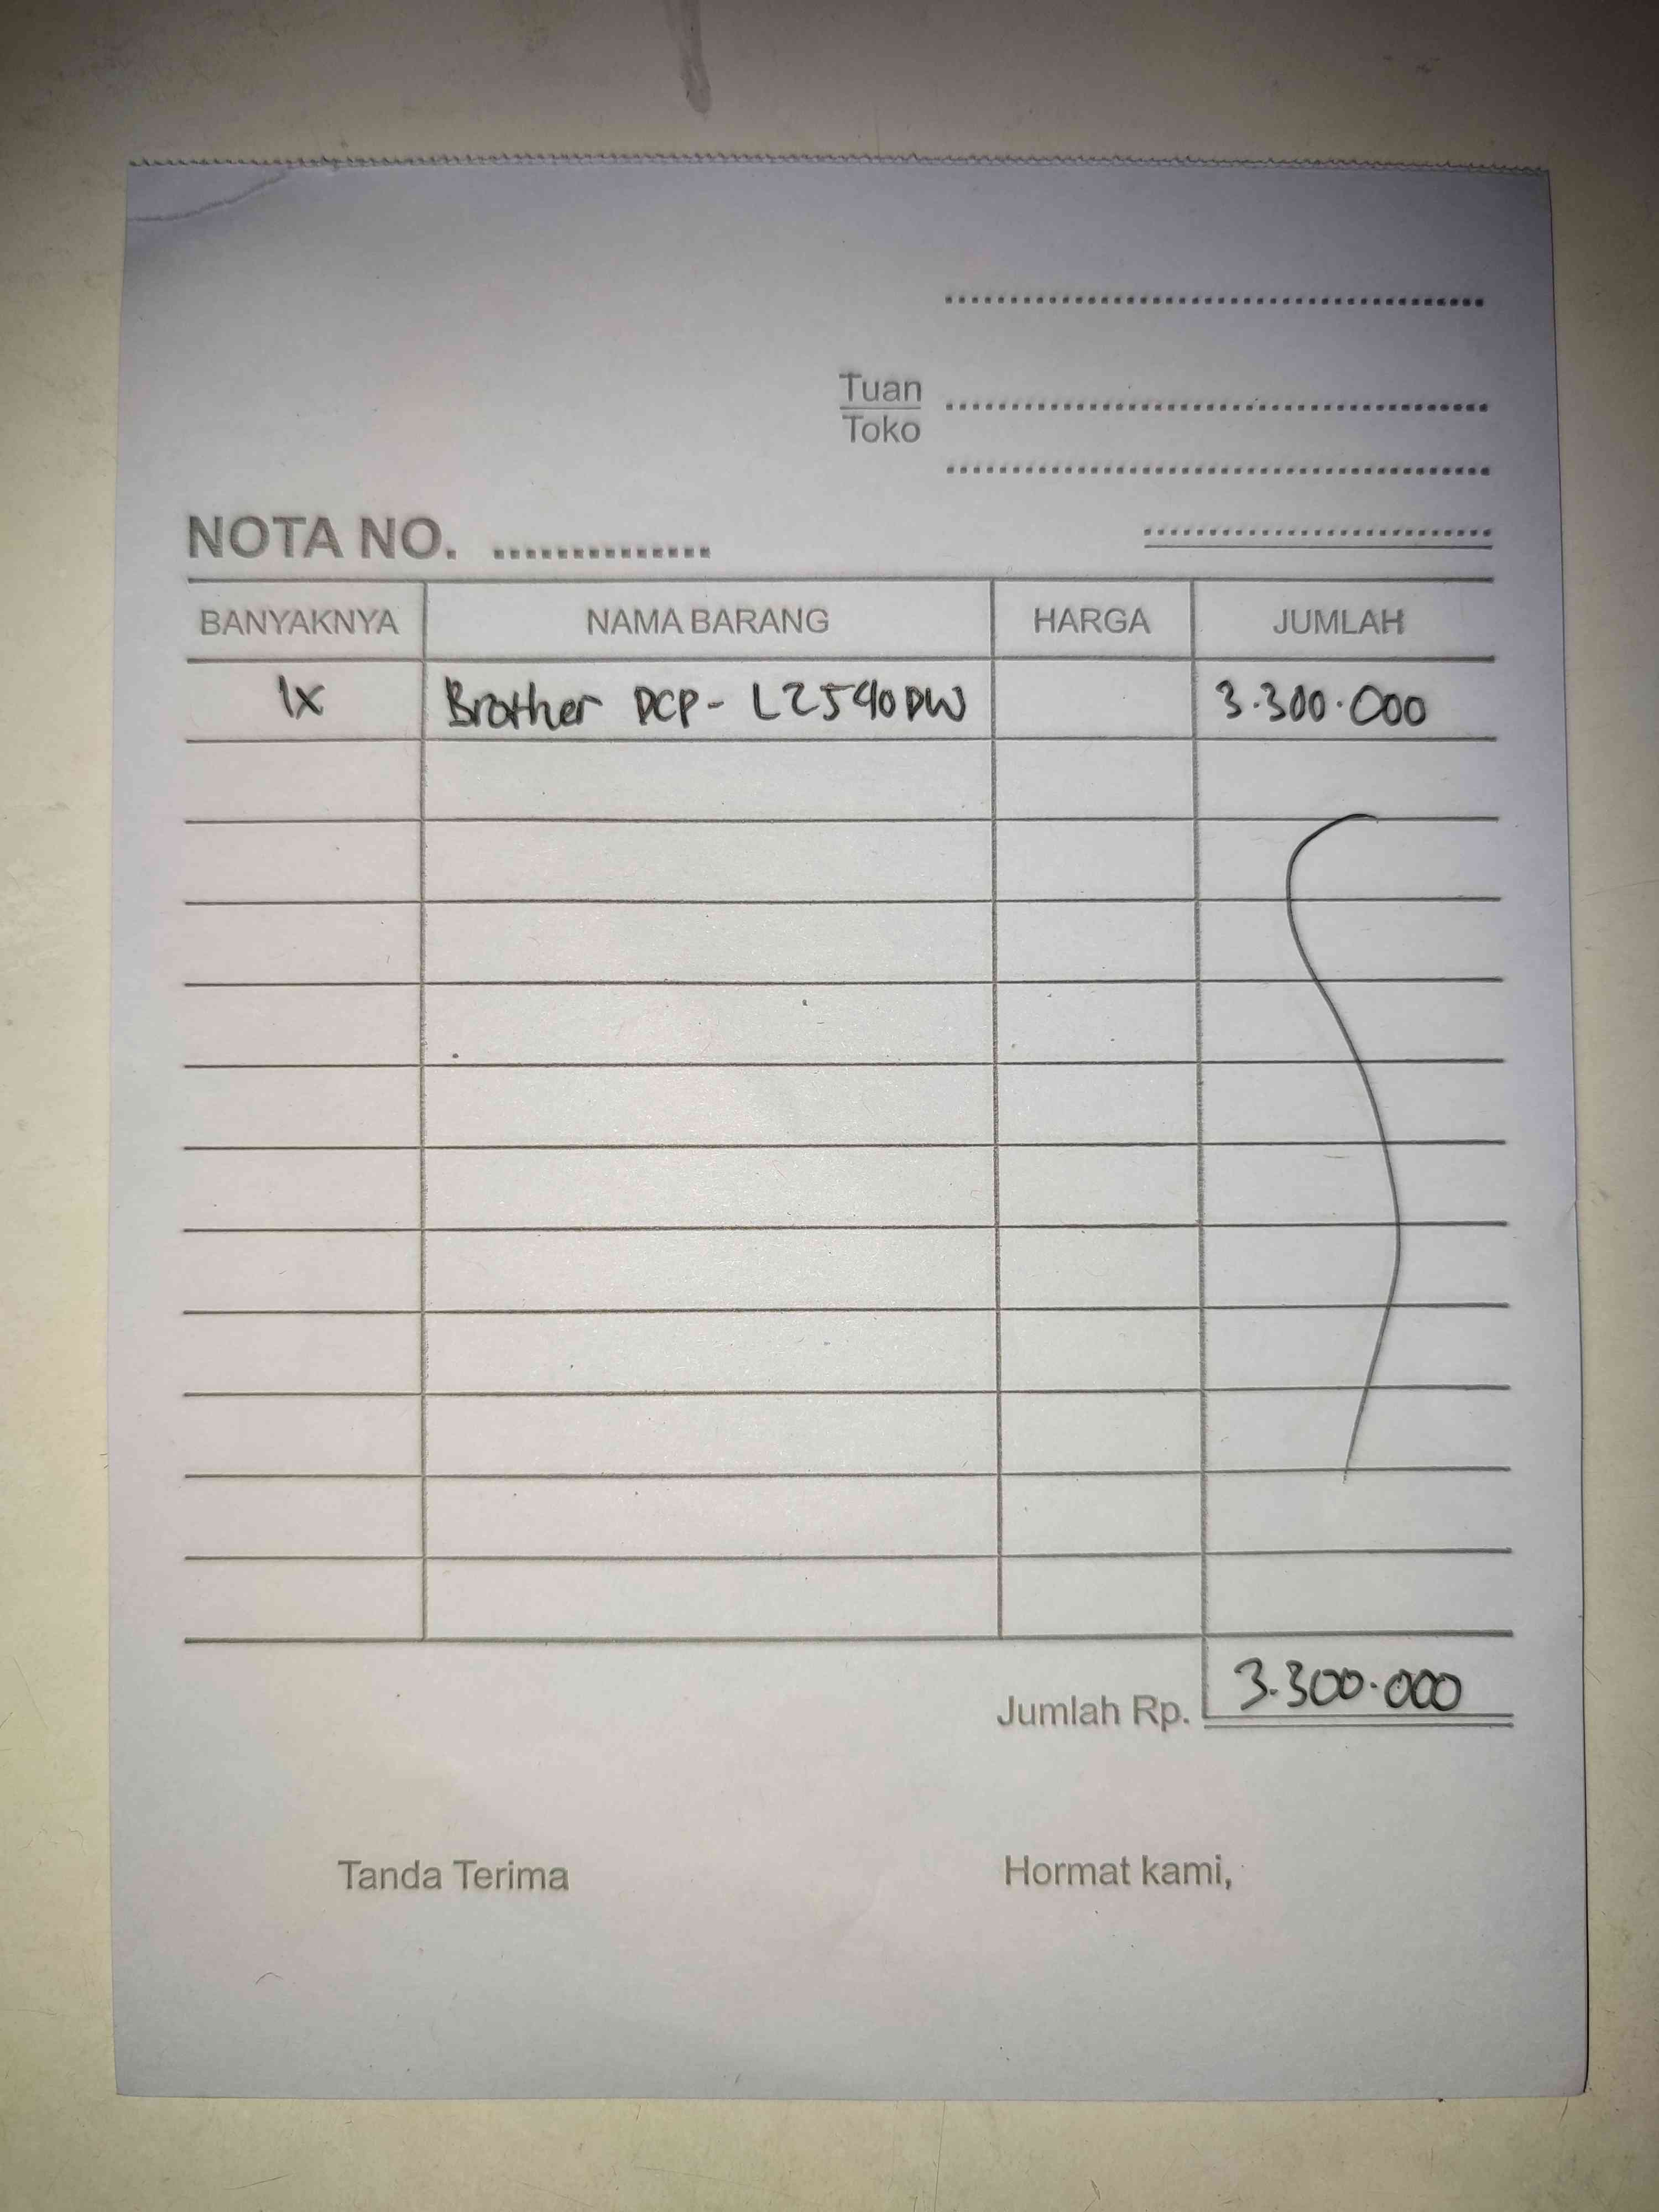 Tuan
Toko
NOTA NO. ..............
BANYAKNYA NAMA BARANG HARGA JUMLAH
1x Brother DCP- L2540DW 3.300.000
Jumlah Rp. 3.300.000
Tanda Terima Hormat kami,